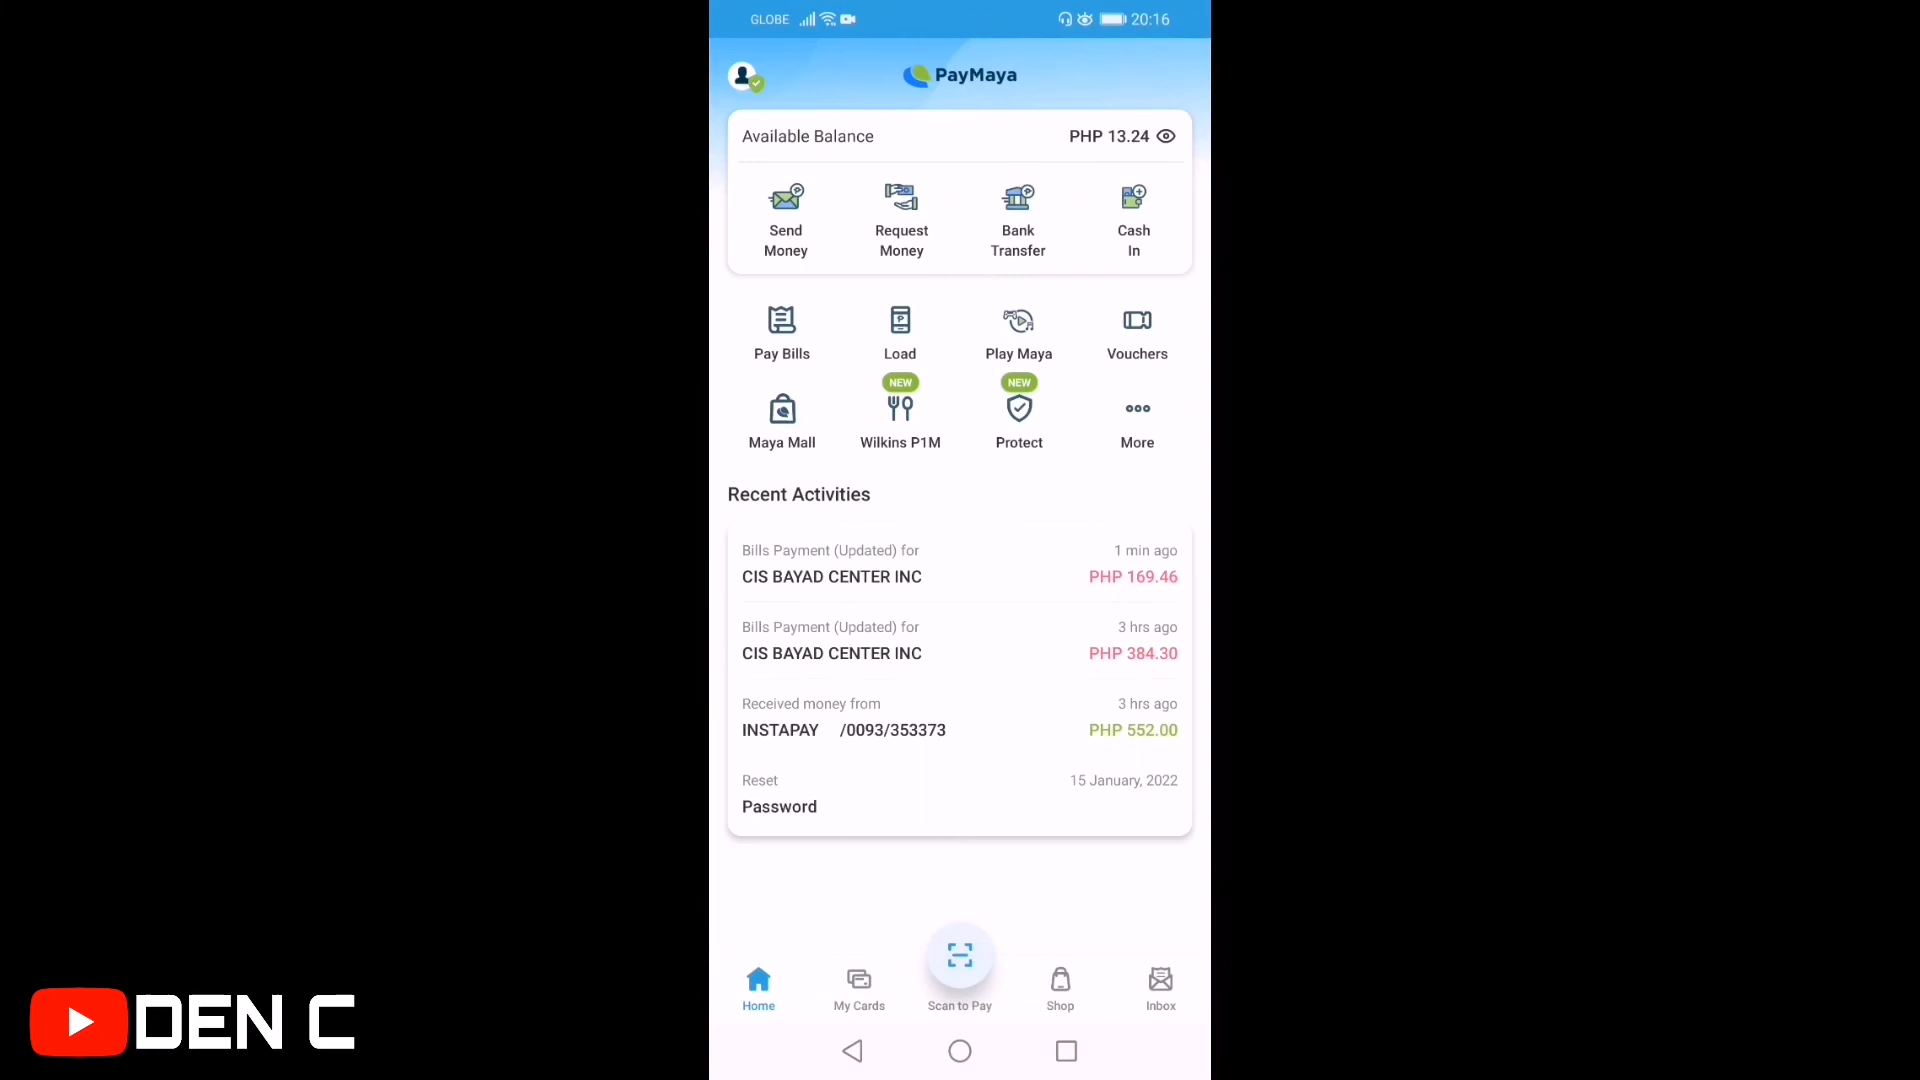 GLOBE 20:16
PayMaya
Available Balance PHP 13.24
Send Money Request Money Bank Transfer Cash In
Pay Bills Load Play Maya Vouchers
NEW NEW
Maya Mall Wilkins P1M Protect More
Recent Activities
Bills Payment (Updated) for 1 min ago
CIS BAYAD CENTER INC PHP 169.46
Bills Payment (Updated) for 3 hrs ago
CIS BAYAD CENTER INC PHP 384.30
Received money from 3 hrs ago
INSTAPAY /0093/353373 PHP 552.00
Reset 15 January, 2022
Password
Home My Cards Scan to Pay Shop Inbox
DEN C